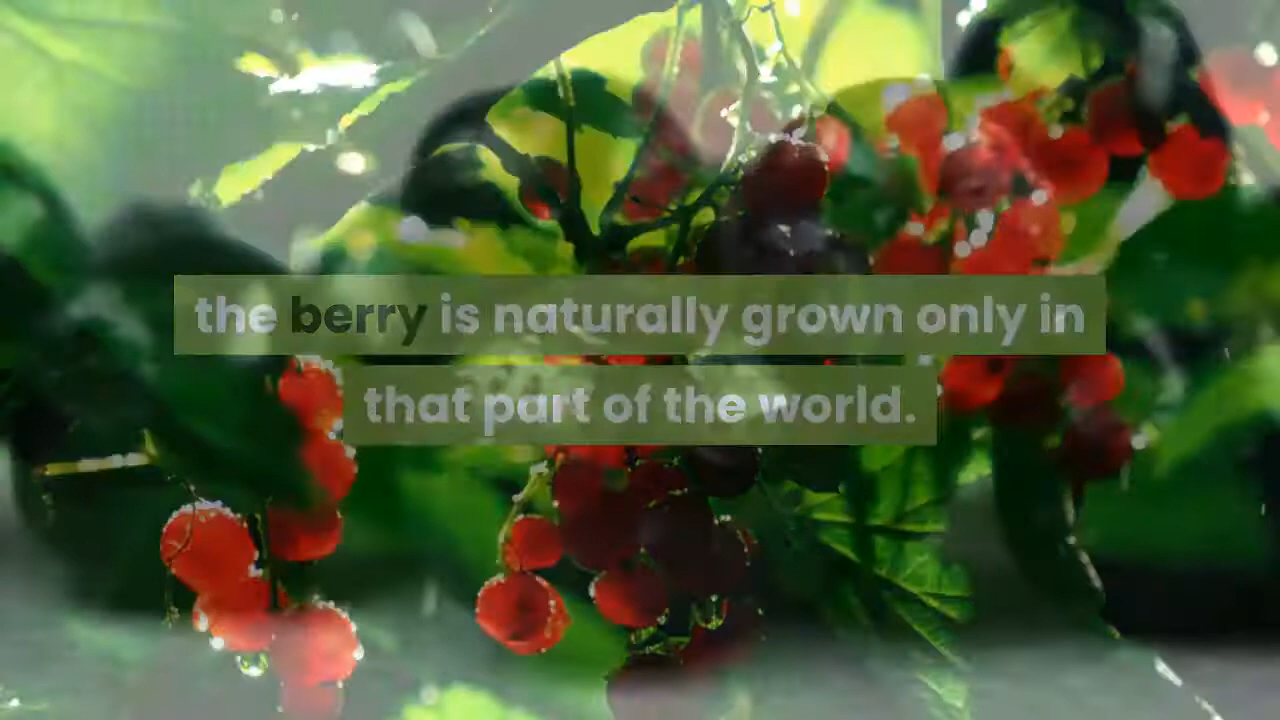 the berry is naturally grown only in
that part of the world.